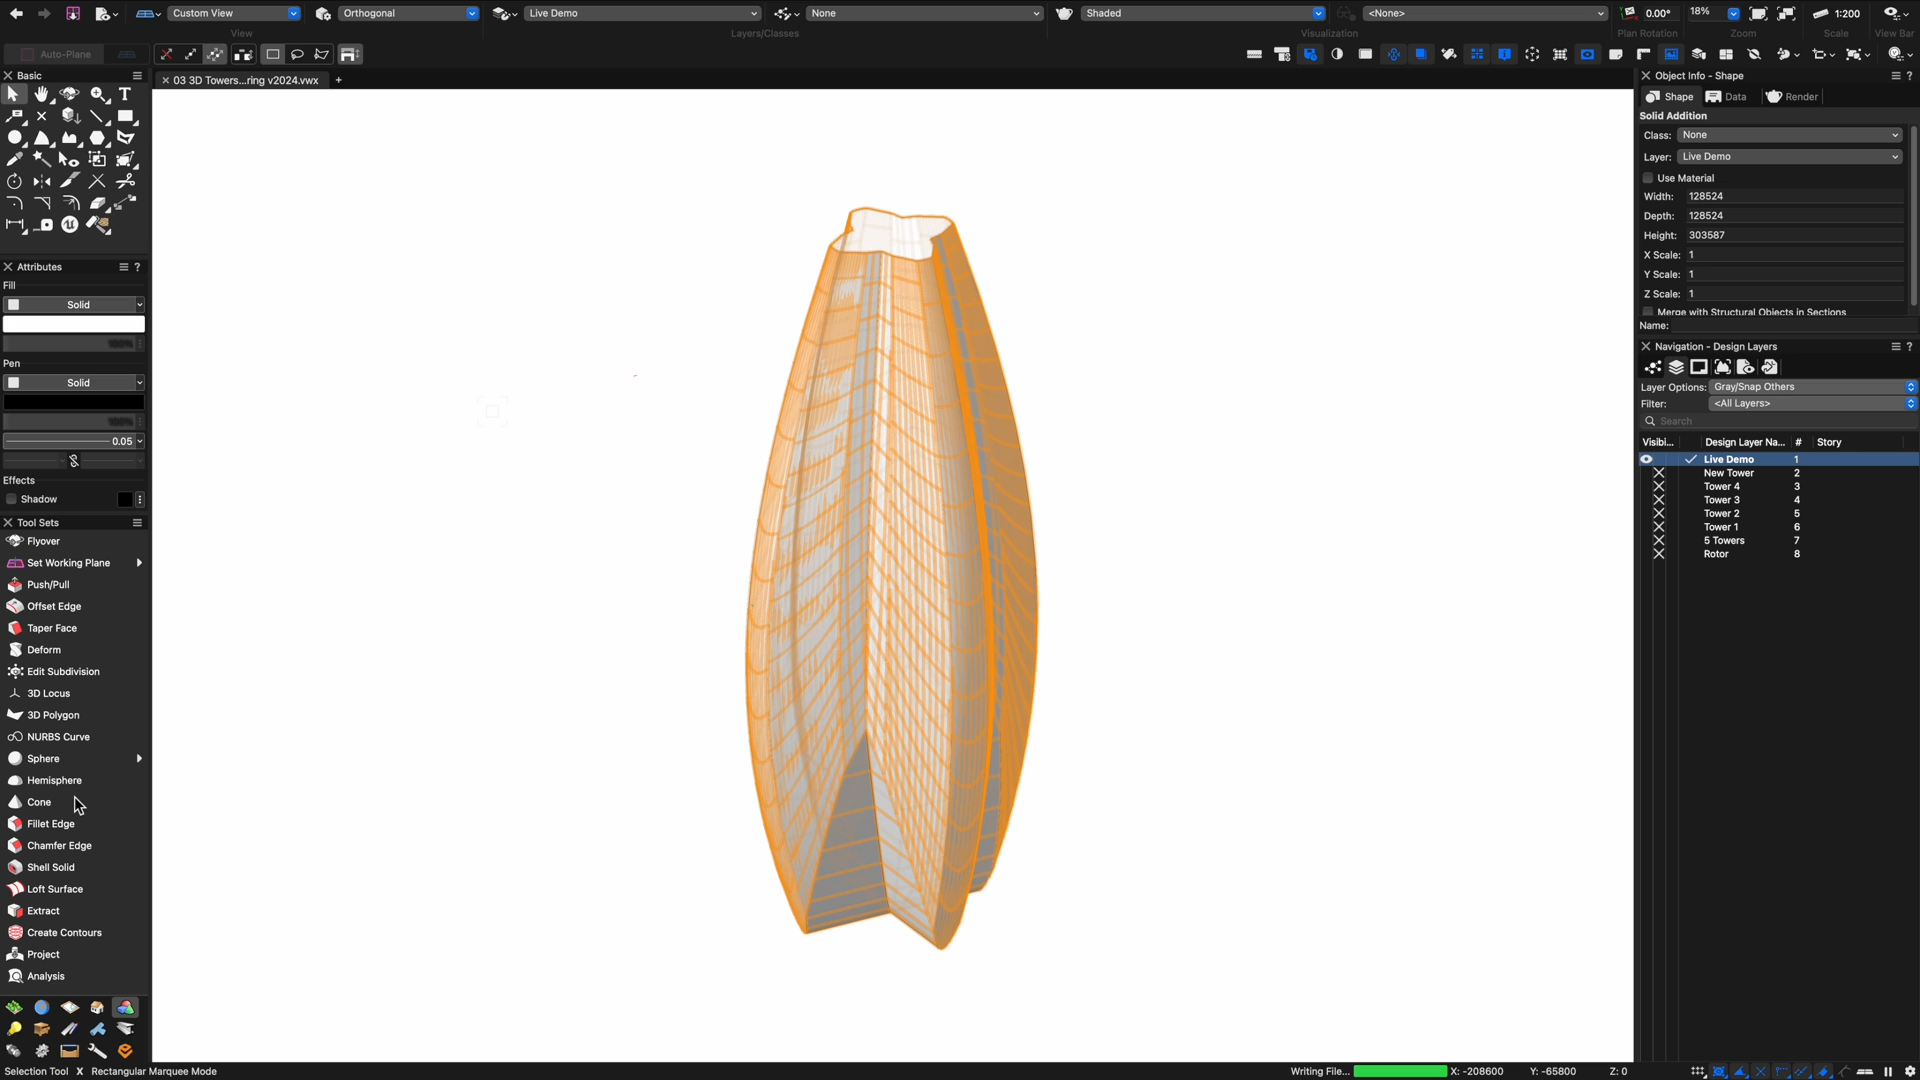 Custom View
Orthogonal
Live Demo
None
Shaded
<None>
0.00°
18%
1:200
View
Layers/Classes
Visualization
Plan Rotation
Zoom
Scale
View Bar
Auto-Plane
Basic
03 3D Towers...ring v2024.vwx
Attributes
Fill
Solid
100%
Pen
Solid
100%
0.05
Effects
Shadow
Tool Sets
Flyover
Set Working Plane
Push/Pull
Offset Edge
Taper Face
Deform
Edit Subdivision
3D Locus
3D Polygon
NURBS Curve
Sphere
Hemisphere
Cone
Fillet Edge
Chamfer Edge
Shell Solid
Loft Surface
Extract
Create Contours
Project
Analysis
Object Info - Shape
Shape
Data
Render
Solid Addition
Class: None
Layer: Live Demo
Use Material
Width: 128524
Depth: 128524
Height: 303587
X Scale: 1
Y Scale: 1
Z Scale: 1
Merge with Structural Objects in Sections
Name:
Navigation - Design Layers
Layer Options: Gray/Snap Others
Filter: <All Layers>
Search
Visibi... Design Layer Na... # Story
Live Demo 1
New Tower 2
Tower 4 3
Tower 3 4
Tower 2 5
Tower 1 6
5 Towers 7
Rotor 8
Selection Tool X Rectangular Marquee Mode
Writing File...
X: -208600
Y: -65800
Z: 0